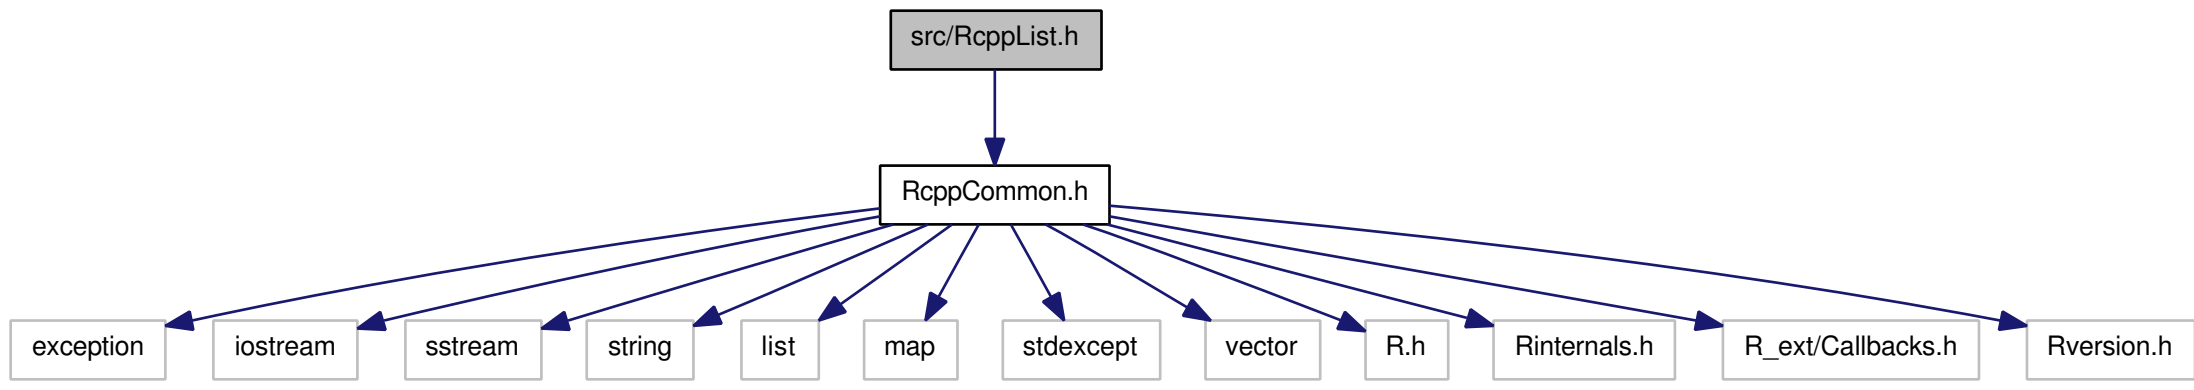 src/RcppList.h
RcppCommon.h
exception
iostream
sstream
string
list
map
stdexcept
vector
R.h
Rinternals.h
R_ext/Callbacks.h
Rversion.h